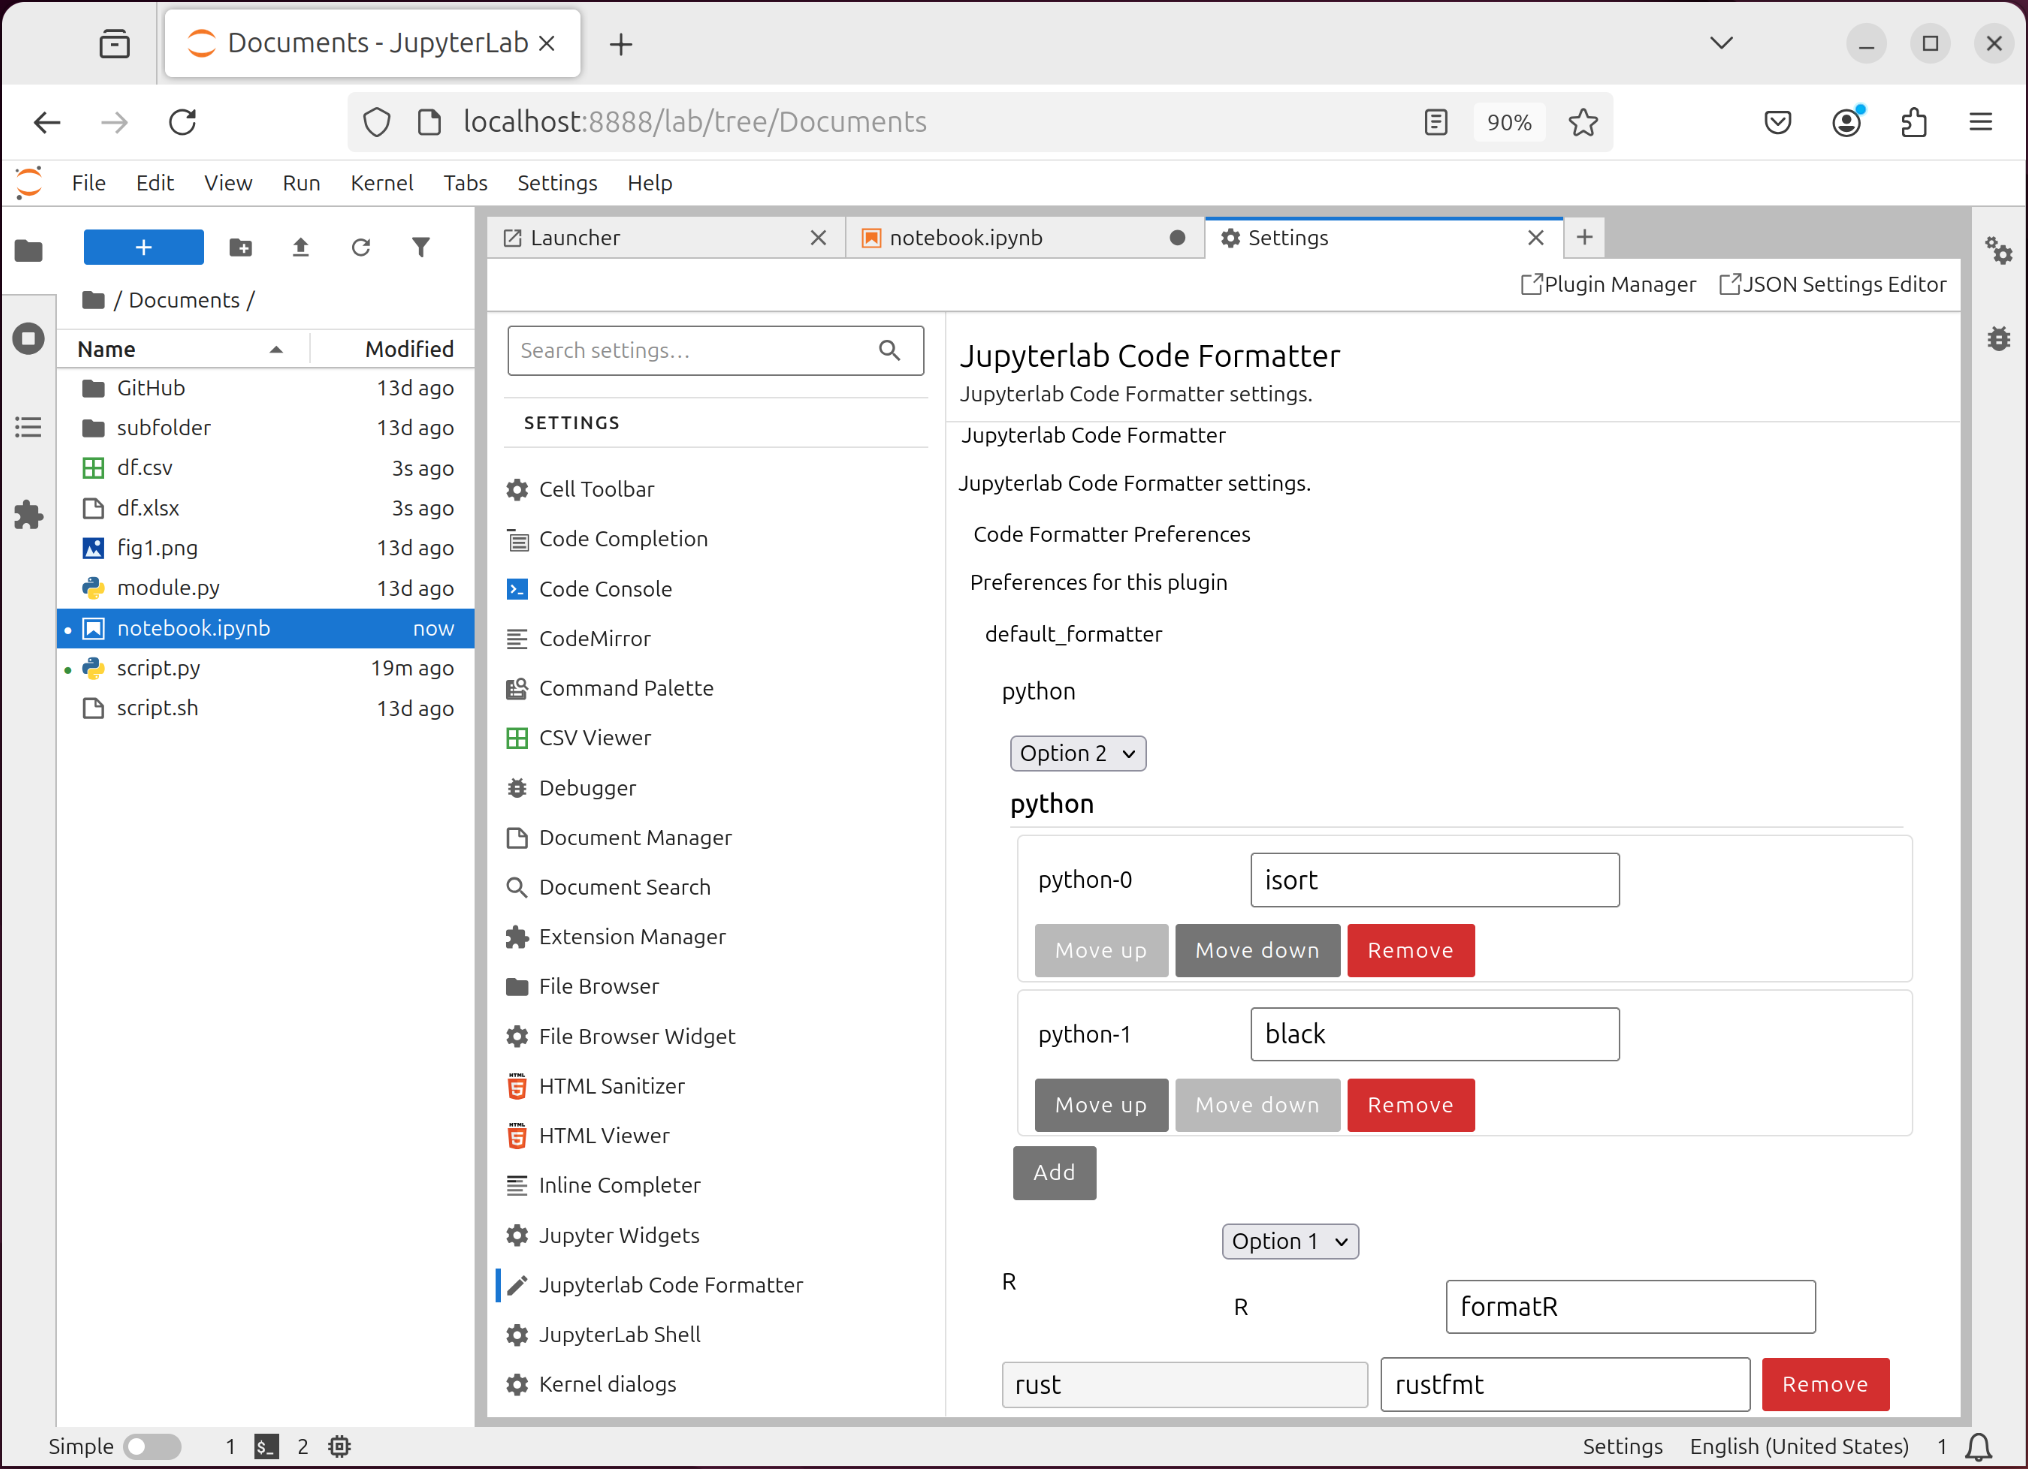 Documents - JupyterLab
localhost:8888/lab/tree/Documents
90%
File Edit View Run Kernel Tabs Settings Help
+
/ Documents /
Name Modified
GitHub 13d ago
subfolder 13d ago
df.csv 3s ago
df.xlsx 3s ago
fig1.png 13d ago
module.py 13d ago
notebook.ipynb now
script.py 19m ago
script.sh 13d ago
Launcher
notebook.ipynb
Settings
Plugin Manager
JSON Settings Editor
Search settings…
SETTINGS
Cell Toolbar
Code Completion
Code Console
CodeMirror
Command Palette
CSV Viewer
Debugger
Document Manager
Document Search
Extension Manager
File Browser
File Browser Widget
HTML Sanitizer
HTML Viewer
Inline Completer
Jupyter Widgets
Jupyterlab Code Formatter
JupyterLab Shell
Kernel dialogs
Jupyterlab Code Formatter
Jupyterlab Code Formatter settings.
Jupyterlab Code Formatter
Jupyterlab Code Formatter settings.
Code Formatter Preferences
Preferences for this plugin
default_formatter
python
Option 2
python
python-0 isort
Move up Move down Remove
python-1 black
Move up Move down Remove
Add
Option 1
R
R formatR
rust rustfmt Remove
Simple 1 $_ 2
Settings English (United States) 1